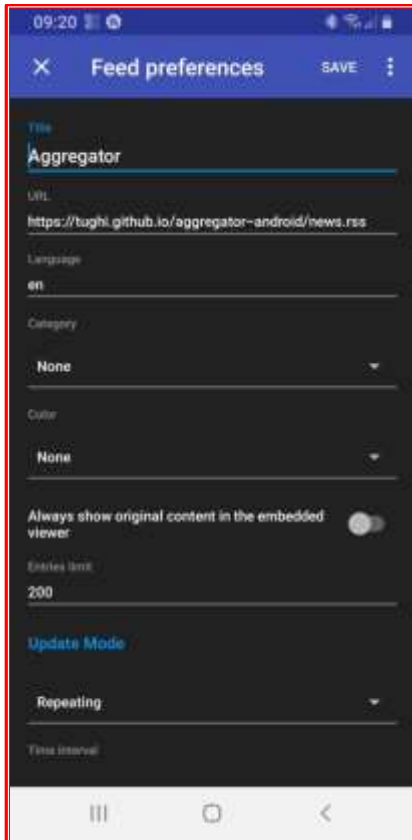 09:20
Feed preferences
SAVE
Title
Aggregator
URL
https://tughi.github.io/aggregator-android/news.rss
Language
en
Category
None
Color
None
Always show original content in the embedded
viewer
Entries limit
200
Update Mode
Repeating
Time interval